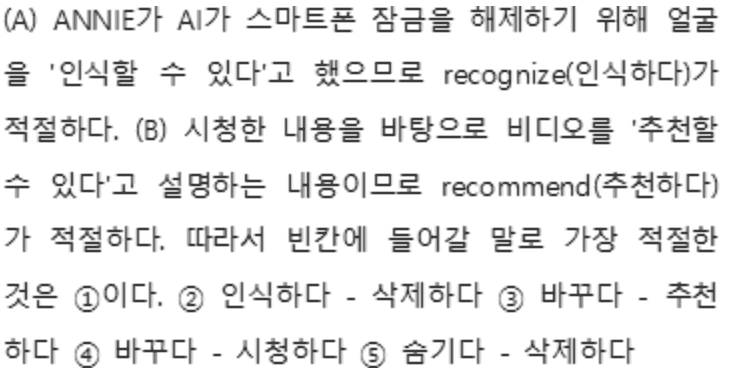 (A) ANNIE가 AI가 스마트폰 잠금을 해제하기 위해 얼굴
을 '인식할 수 있다'고 했으므로 recognize(인식하다)가
적절하다. (B) 시청한 내용을 바탕으로 비디오를 '추천할
수 있다'고 설명하는 내용이므로 recommend(추천하다)
가 적절하다. 따라서 빈칸에 들어갈 말로 가장 적절한
것은 ①이다. ② 인식하다 - 삭제하다 ③ 바꾸다 - 추천
하다 ④ 바꾸다 - 시청하다 ⑤ 숨기다 - 삭제하다